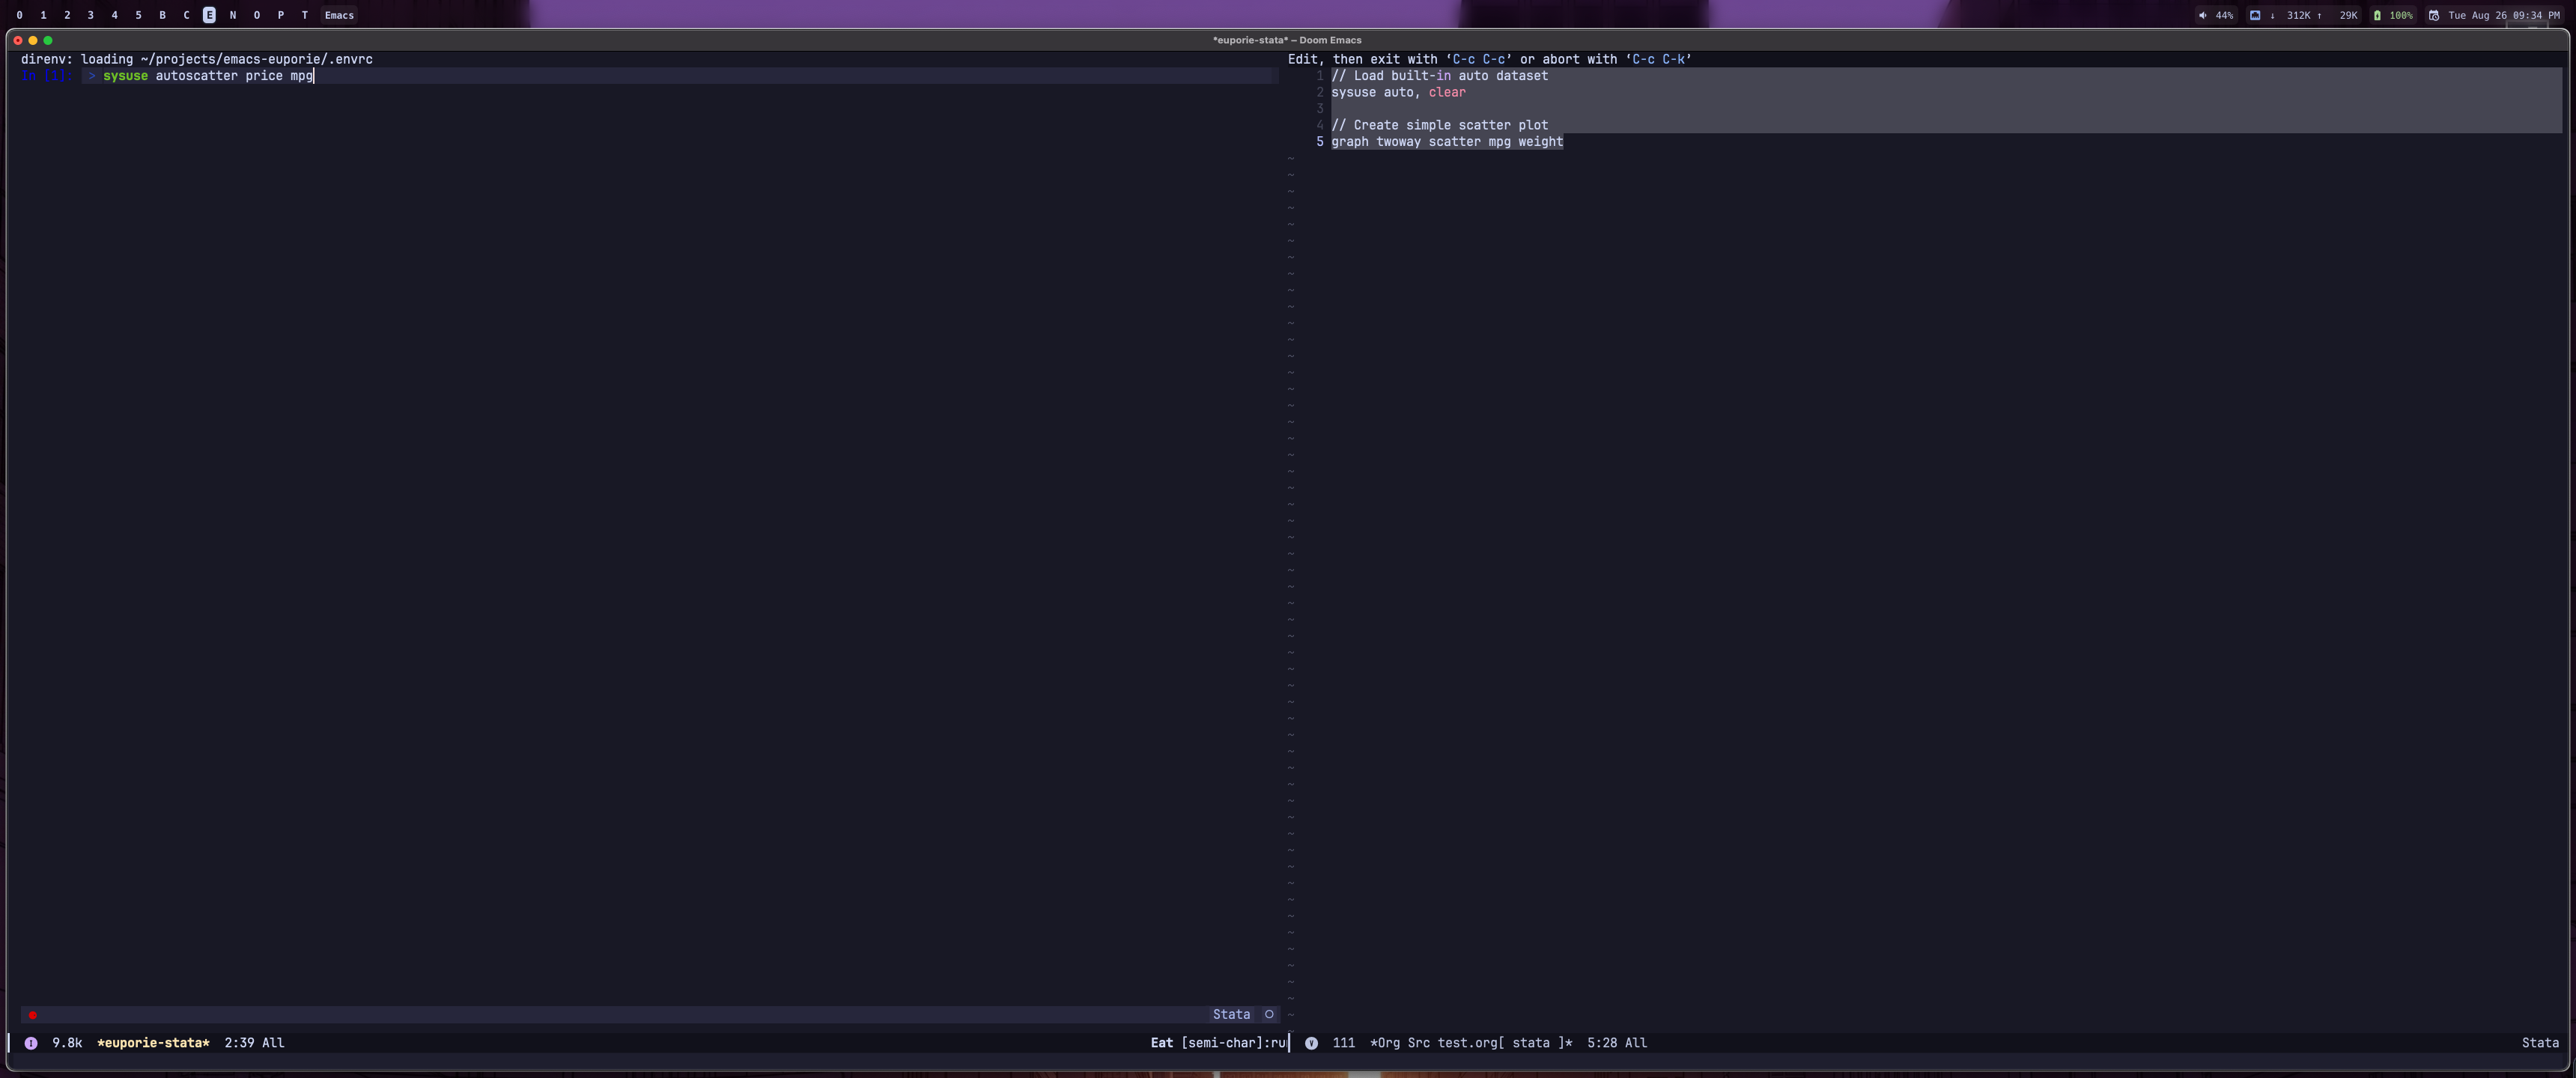 0 1 2 3 4 5 B C E N O P T Emacs
44% ↓ 312K ↑ 29K 100% Tue Aug 26 09:34 PM
*euporie-stata* – Doom Emacs
direnv: loading ~/projects/emacs-euporie/.envrc
In [1] > sysuse autoscatter price mpg
Stata
I 9.8k *euporie-stata* 2:39 All Eat [semi-char]:ru
Edit, then exit with ‘C-c C-c’ or abort with ‘C-c C-k’
1 // Load built-in auto dataset
2 sysuse auto, clear
3
4 // Create simple scatter plot
5 graph twoway scatter mpg weight
V 111 *Org Src test.org[ stata ]* 5:28 All Stata